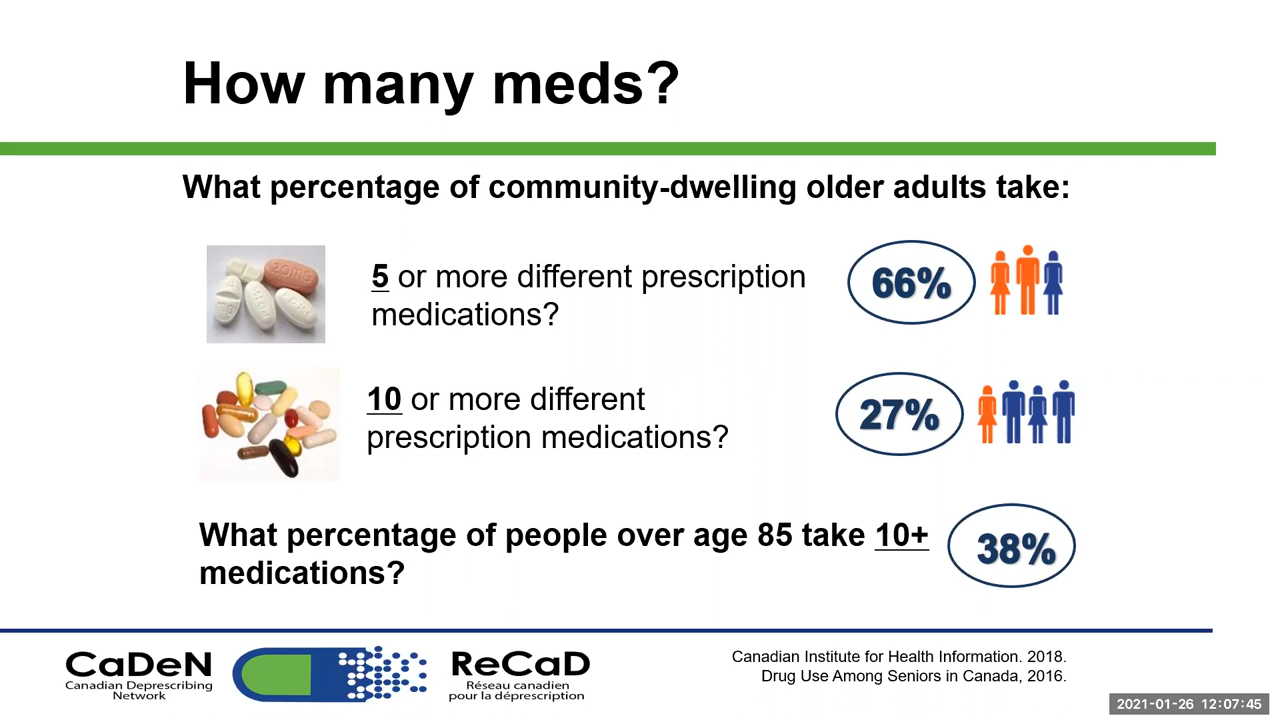 How many meds?
What percentage of community-dwelling older adults take:
5 or more different prescription
medications?
66%
10 or more different
prescription medications?
27%
What percentage of people over age 85 take 10+
medications?
38%
CaDeN
Canadian Deprescribing
Network
ReCaD
Réseau canadien
pour la déprescription
Canadian Institute for Health Information. 2018.
Drug Use Among Seniors in Canada, 2016.
2021-01-26 12:07:45